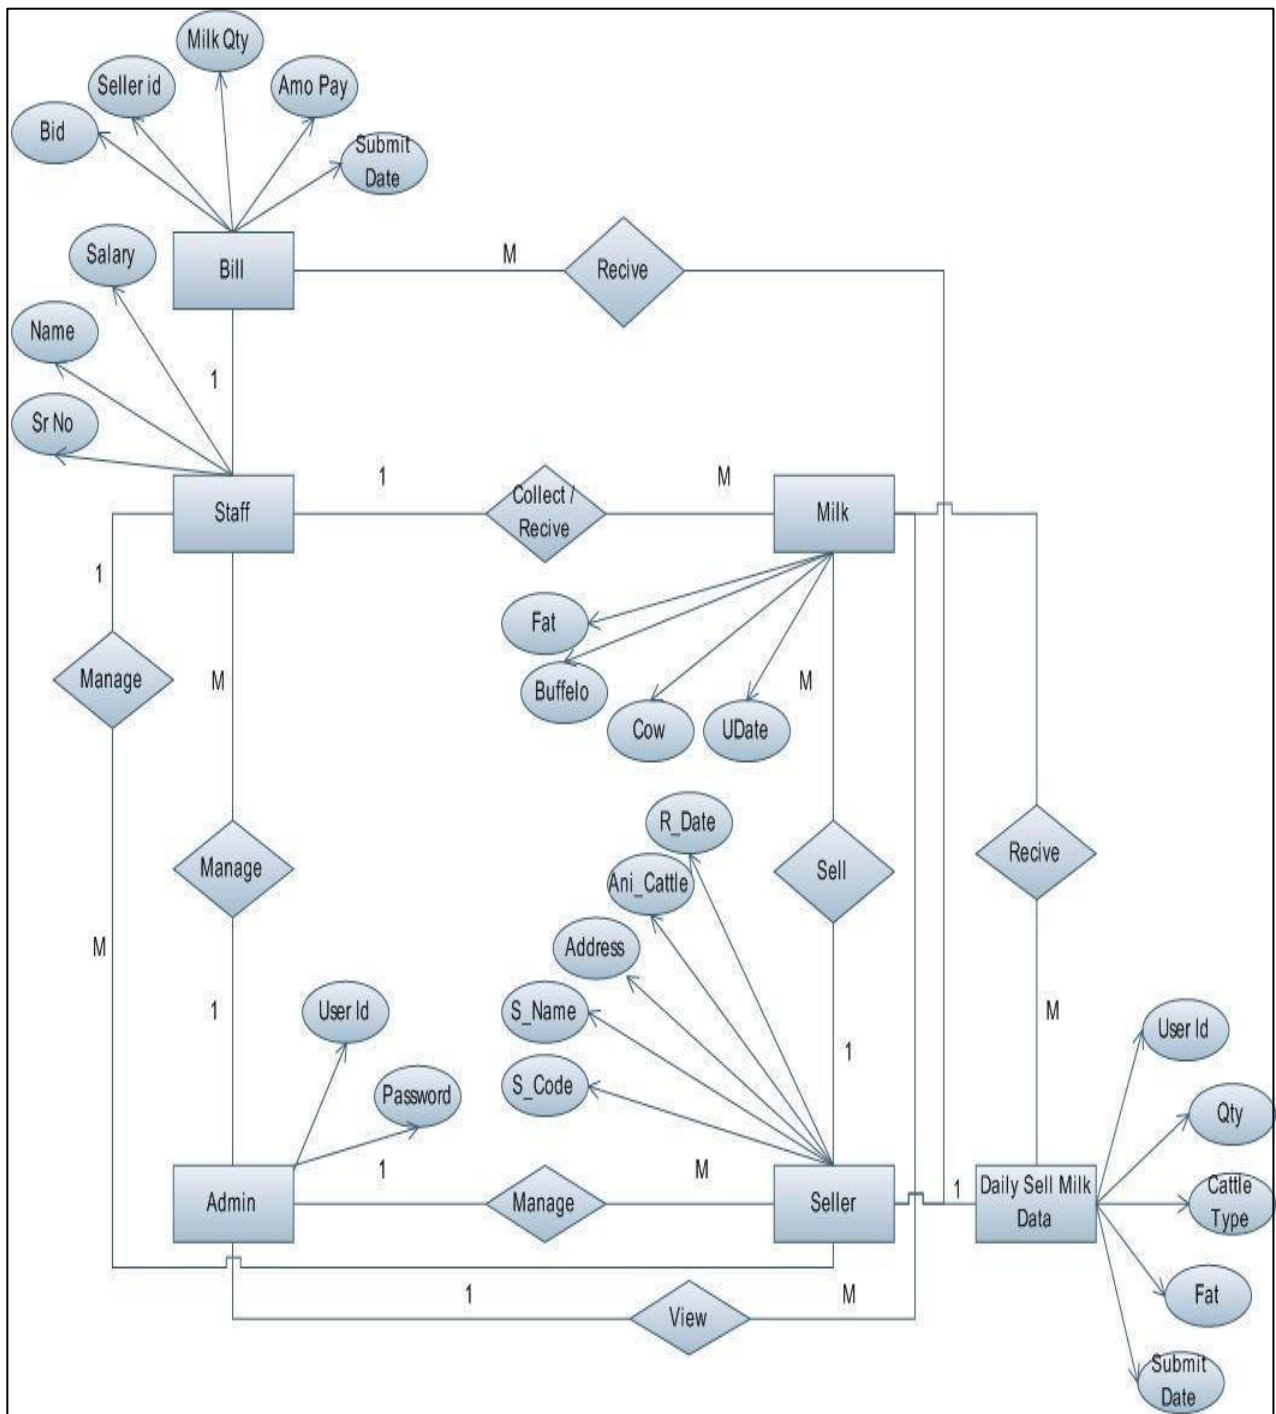 Milk Qty
Seller id
Amo Pay
Bid
Submit
Date
Salary
Bill
M
Recive
Name
1
Sr No
Staff
1
Collect /
Recive
M
Milk
1
Fat
Manage
M
Buffelo
M
Cow
UDate
R_Date
Manage
Ani_Cattle
Sell
Recive
M
Address
User Id
S_Name
1
M
User Id
1
S_Code
Password
Qty
1
M
Admin
Manage
Seller
1
Daily Sell Milk
Data
Cattle
Type
1
M
Fat
View
Submit
Date